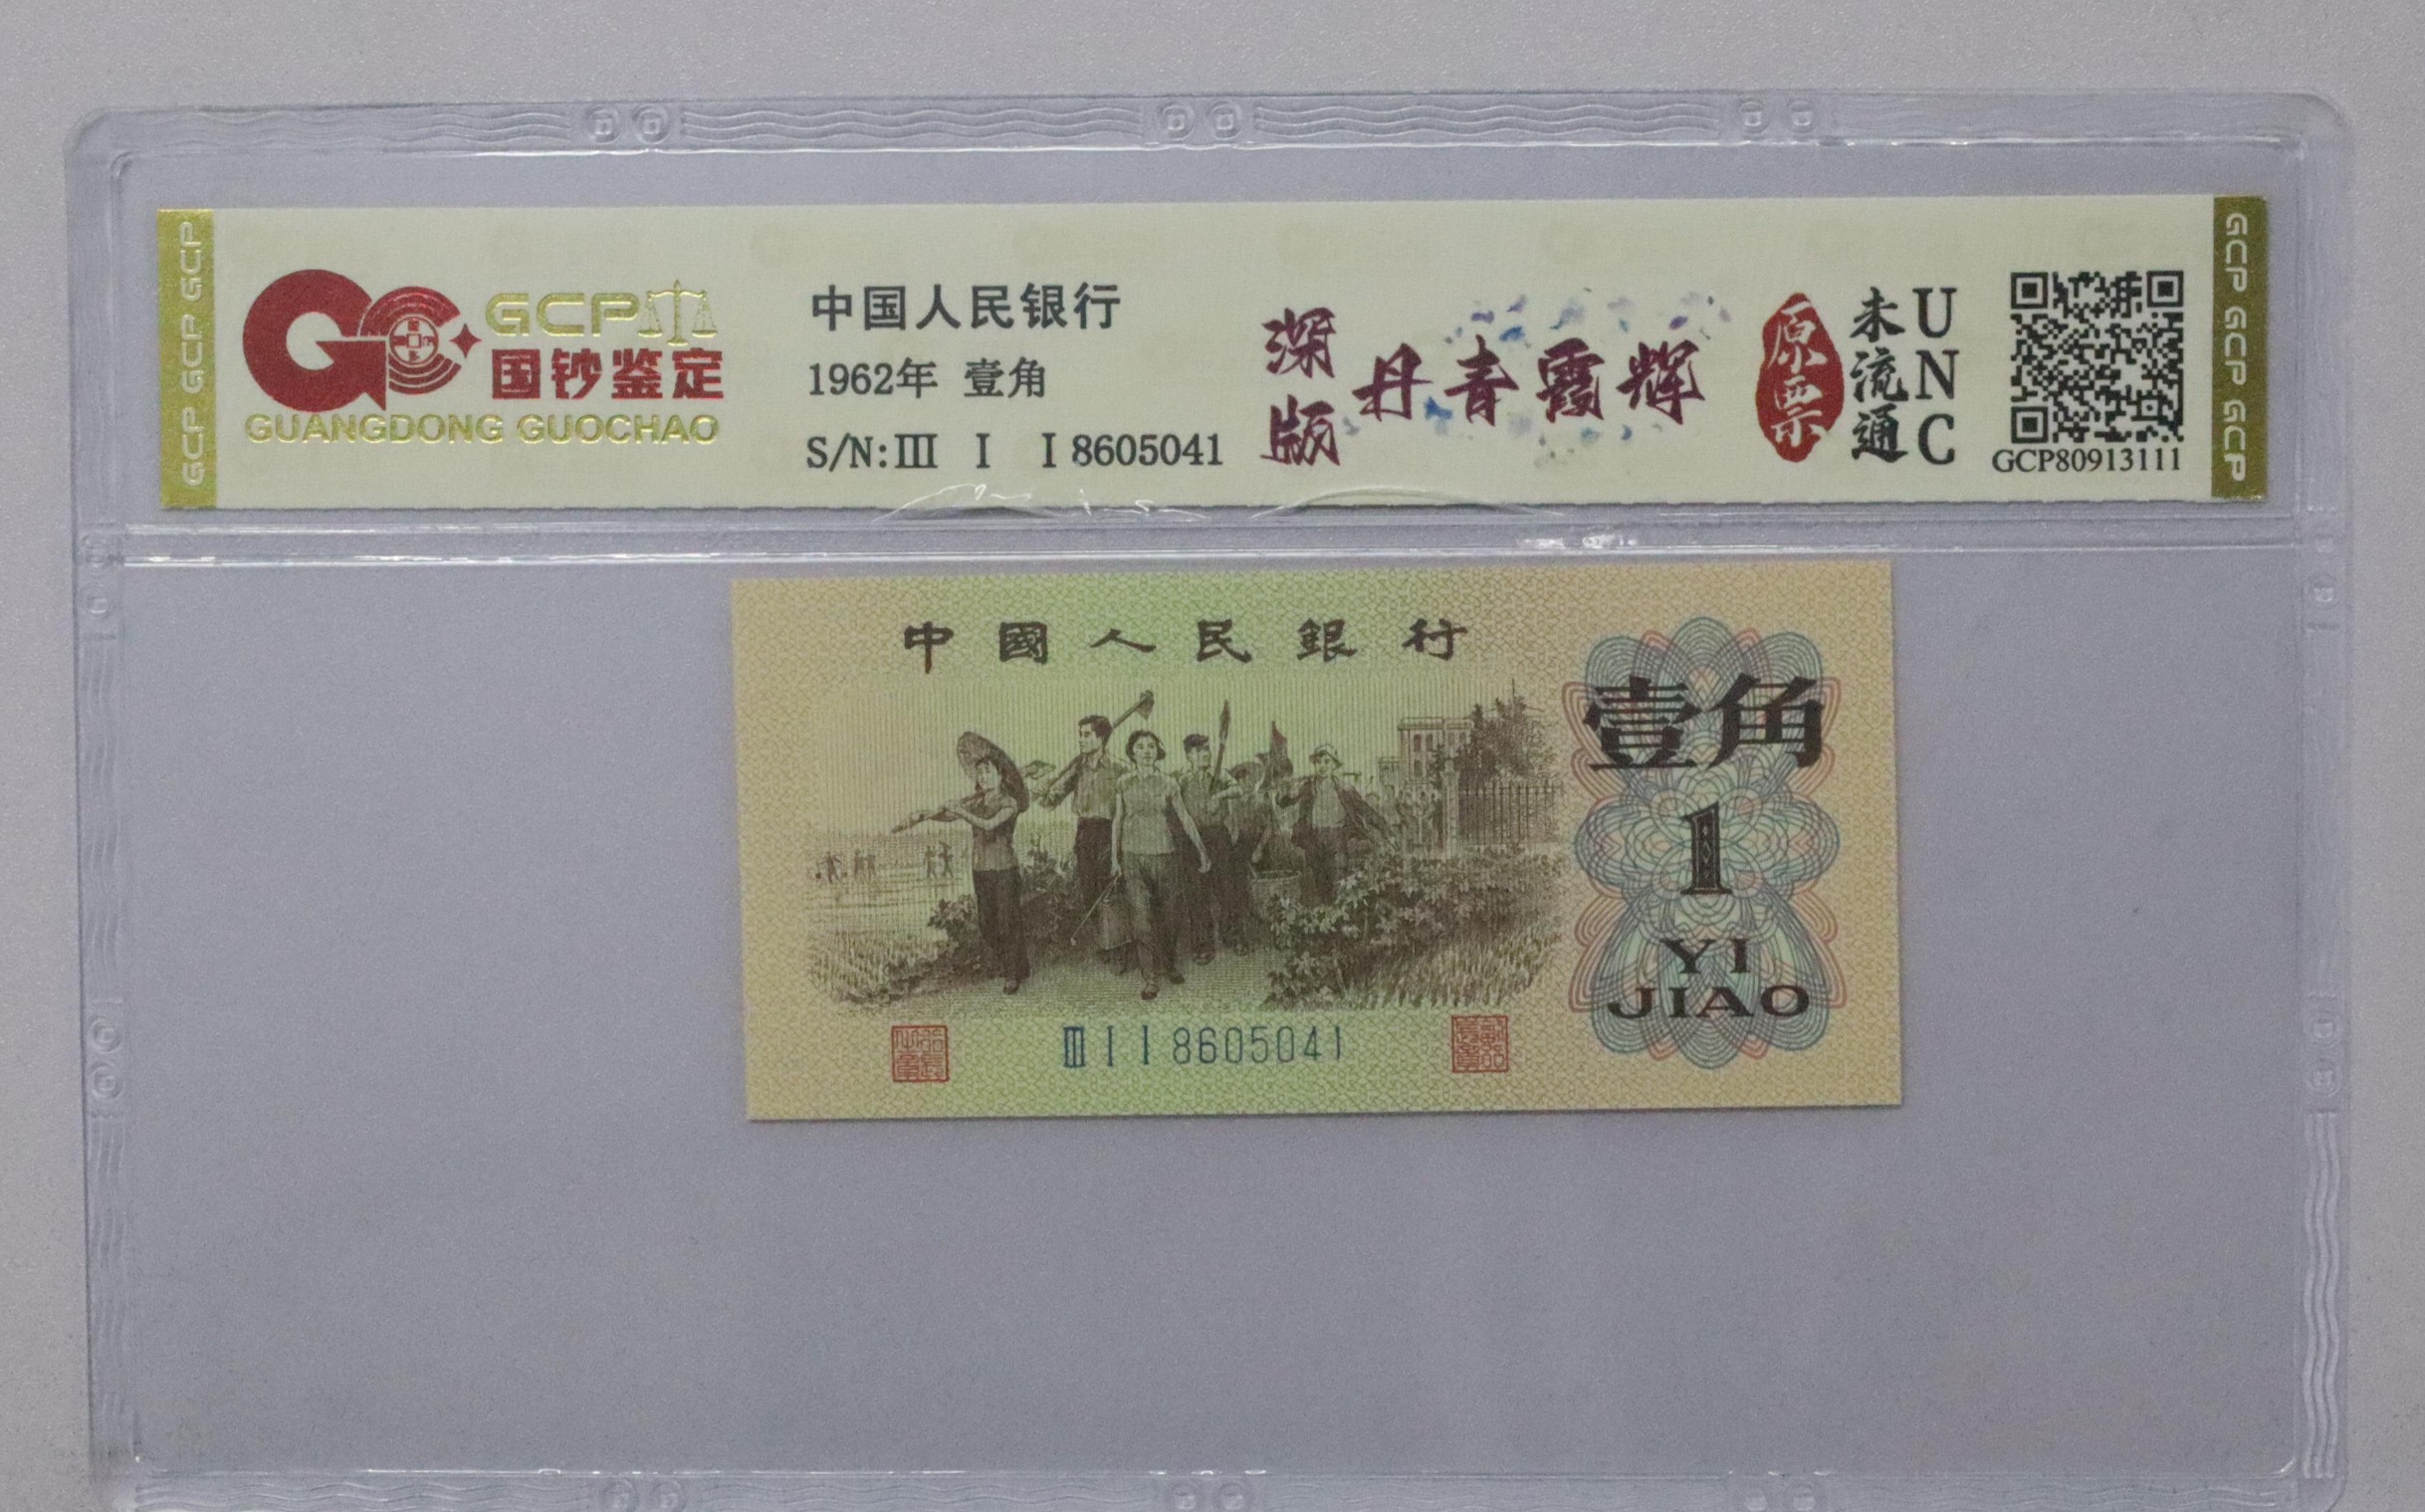 GCP GCP GCP
GCP
国钞鉴定
GUANGDONG GUOCHAO
中国人民银行
1962年 壹角
S/N:Ⅲ Ⅰ Ⅰ 8605041
深版
丹青霞辉
原票
未流通
UNC
GCP80913111
GCP GCP GCP
中國人民銀行
壹角
1
YI
JIAO
Ⅲ Ⅰ Ⅰ 8605041